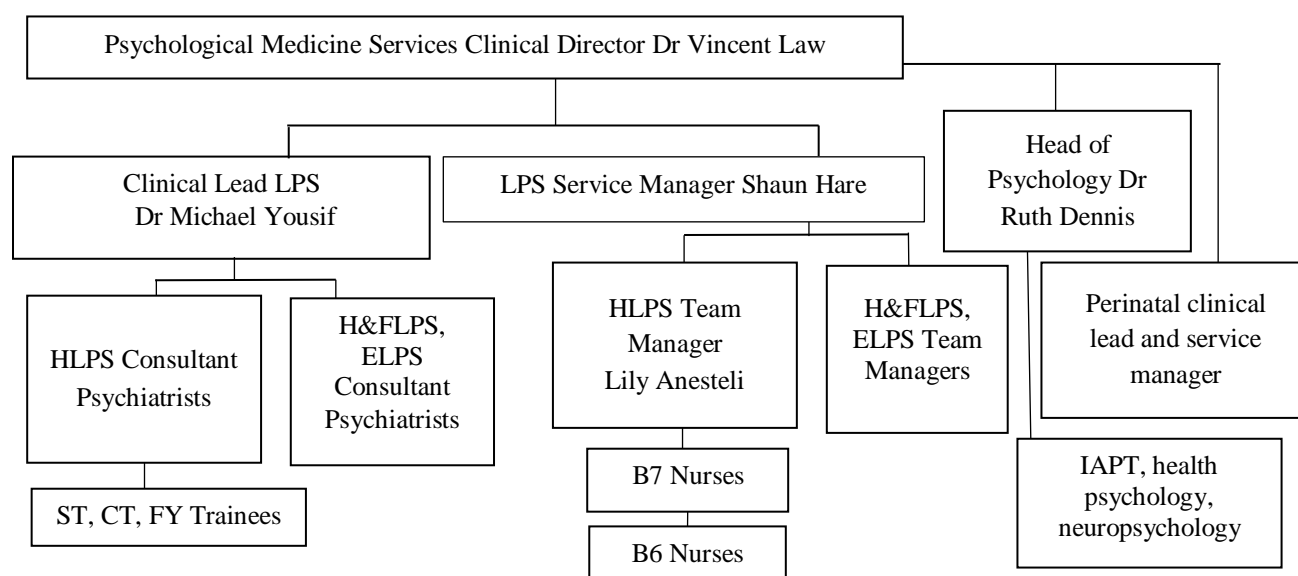 Psychological Medicine Services Clinical Director Dr Vincent Law
Clinical Lead LPS
Dr Michael Yousif
LPS Service Manager Shaun Hare
Head of
Psychology Dr
Ruth Dennis
HLPS Consultant
Psychiatrists
H&FLPS,
ELPS
Consultant
Psychiatrists
HLPS Team
Manager
Lily Anesteli
H&FLPS,
ELPS Team
Managers
Perinatal clinical
lead and service
manager
ST, CT, FY Trainees
B7 Nurses
B6 Nurses
IAPT, health
psychology,
neuropsychology